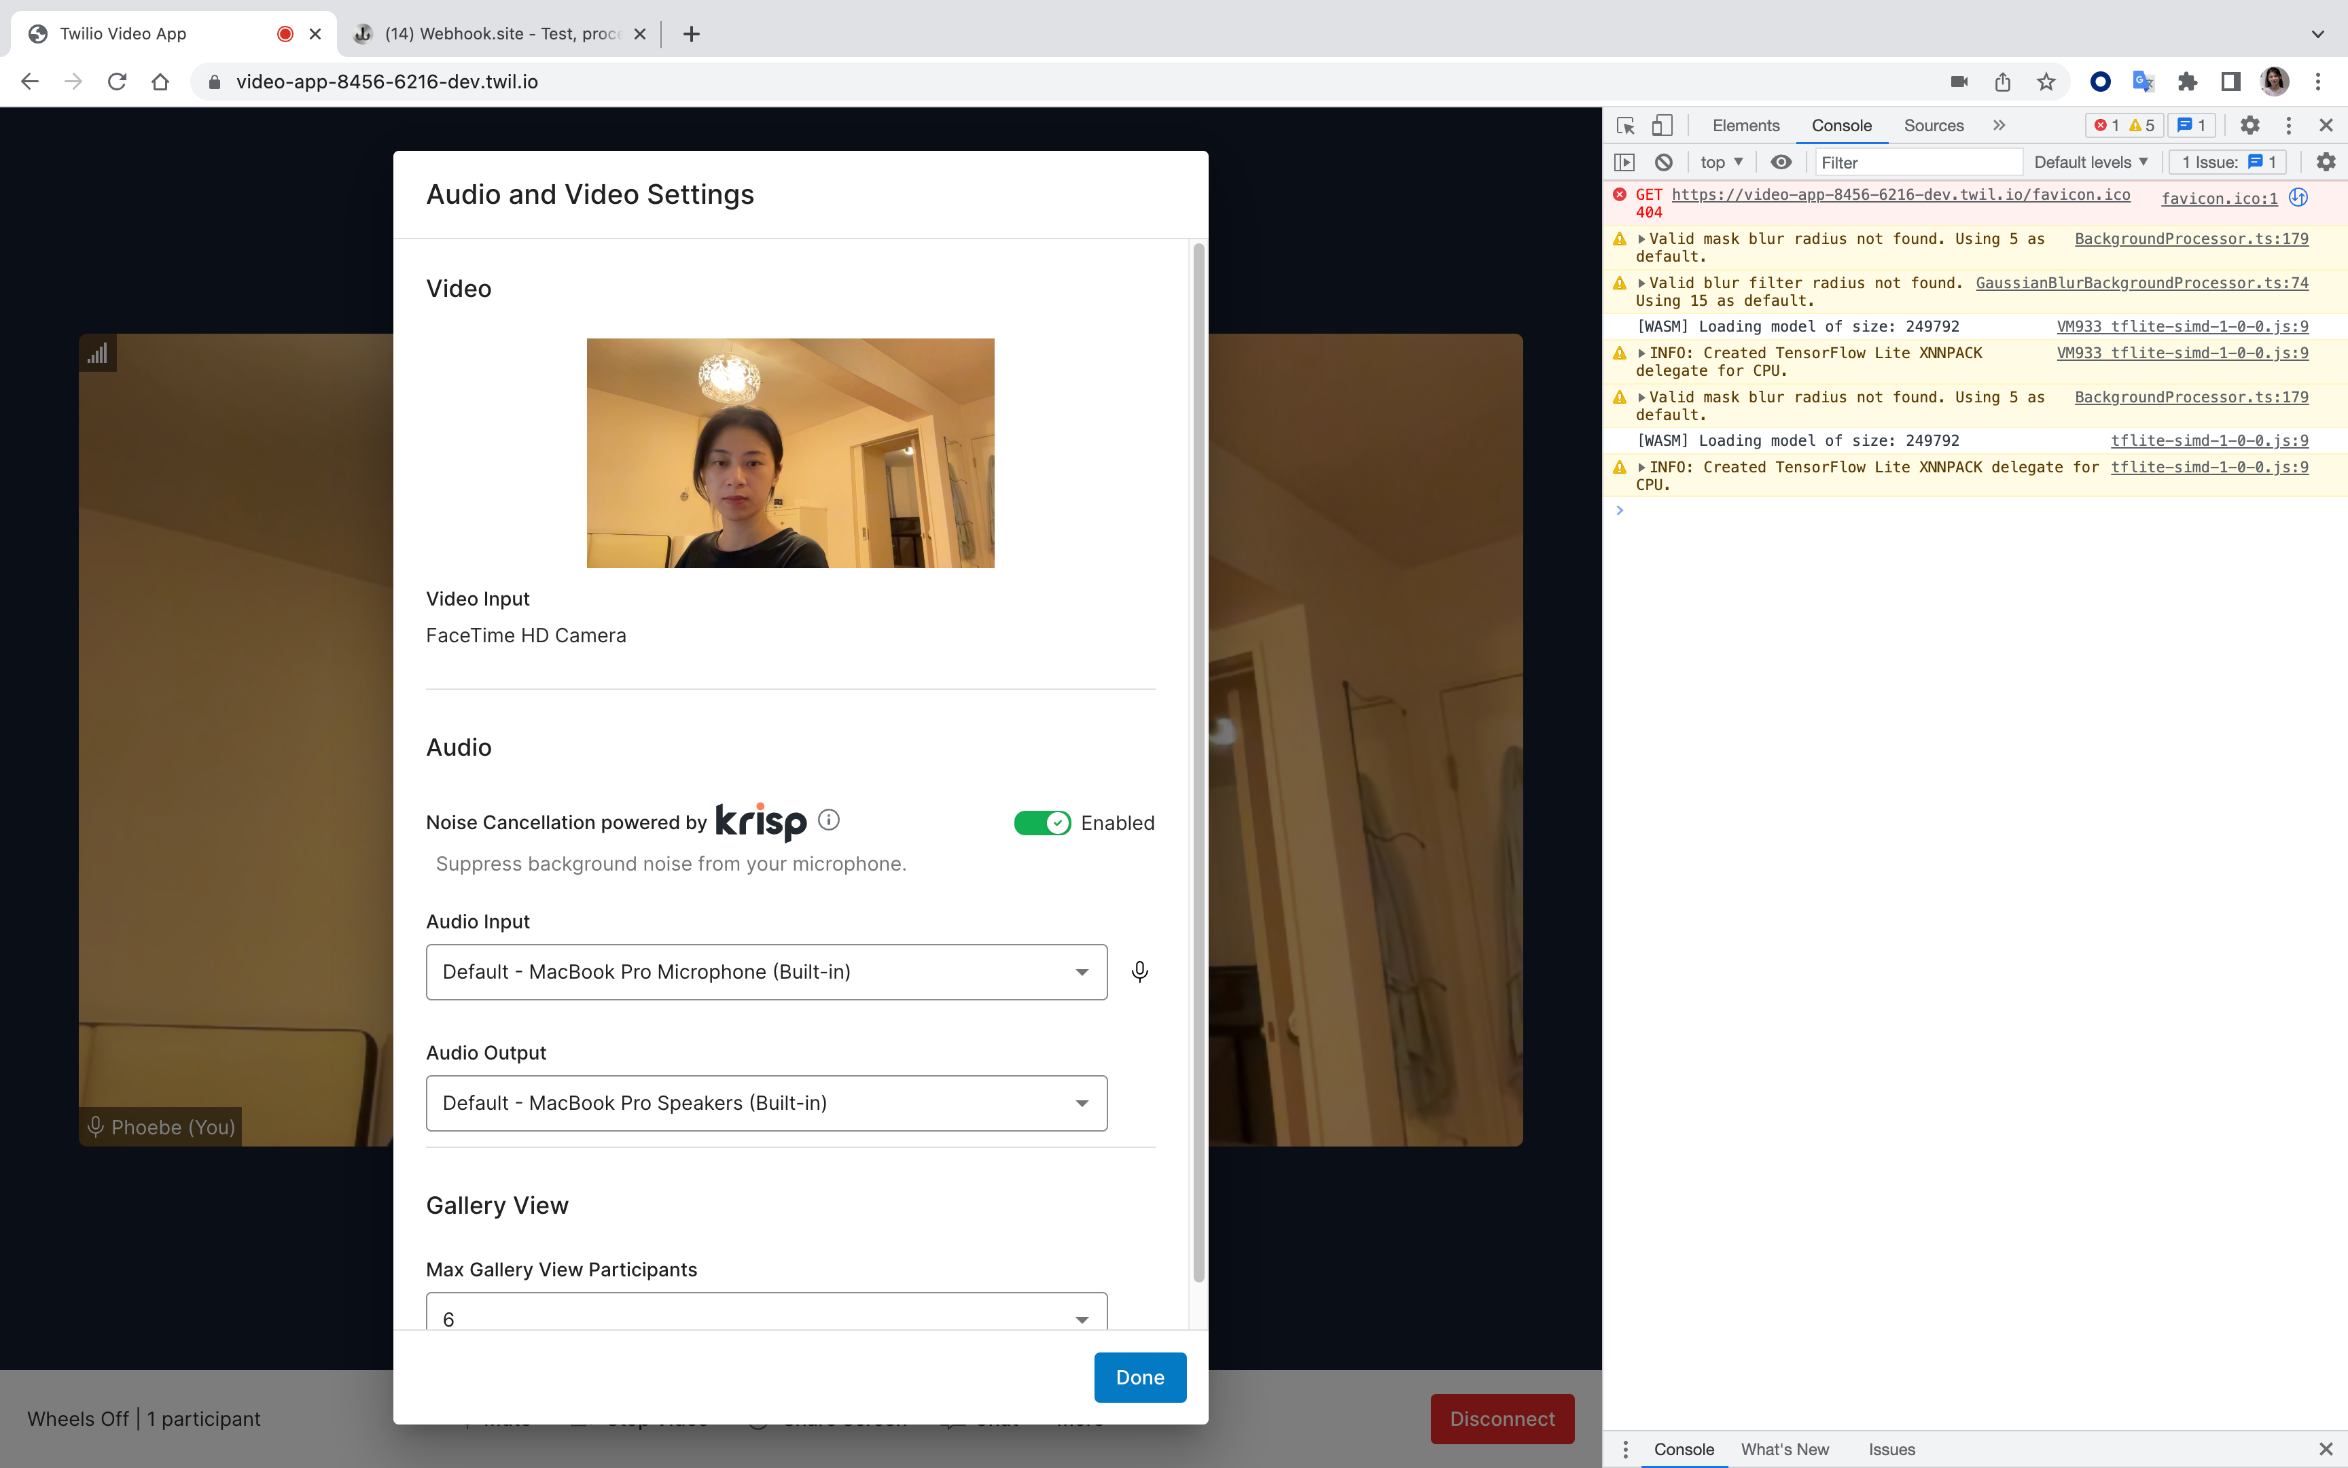 Twilio Video App
(14) Webhook.site - Test, proce
video-app-8456-6216-dev.twil.io
Audio and Video Settings
Video
Video Input
FaceTime HD Camera
Audio
Noise Cancellation powered by krisp
Enabled
Suppress background noise from your microphone.
Audio Input
Default - MacBook Pro Microphone (Built-in)
Audio Output
Default - MacBook Pro Speakers (Built-in)
Gallery View
Max Gallery View Participants
6
Done
Phoebe (You)
Wheels Off | 1 participant
Disconnect
Elements
Console
Sources
1
5
1
top
Filter
Default levels
1 Issue:
1
GET https://video-app-8456-6216-dev.twil.io/favicon.ico favicon.ico:1
404
Valid mask blur radius not found. Using 5 as BackgroundProcessor.ts:179
default.
Valid blur filter radius not found. GaussianBlurBackgroundProcessor.ts:74
Using 15 as default.
[WASM] Loading model of size: 249792 VM933 tflite-simd-1-0-0.js:9
INFO: Created TensorFlow Lite XNNPACK VM933 tflite-simd-1-0-0.js:9
delegate for CPU.
Valid mask blur radius not found. Using 5 as BackgroundProcessor.ts:179
default.
[WASM] Loading model of size: 249792 tflite-simd-1-0-0.js:9
INFO: Created TensorFlow Lite XNNPACK delegate for tflite-simd-1-0-0.js:9
CPU.
Console
What's New
Issues